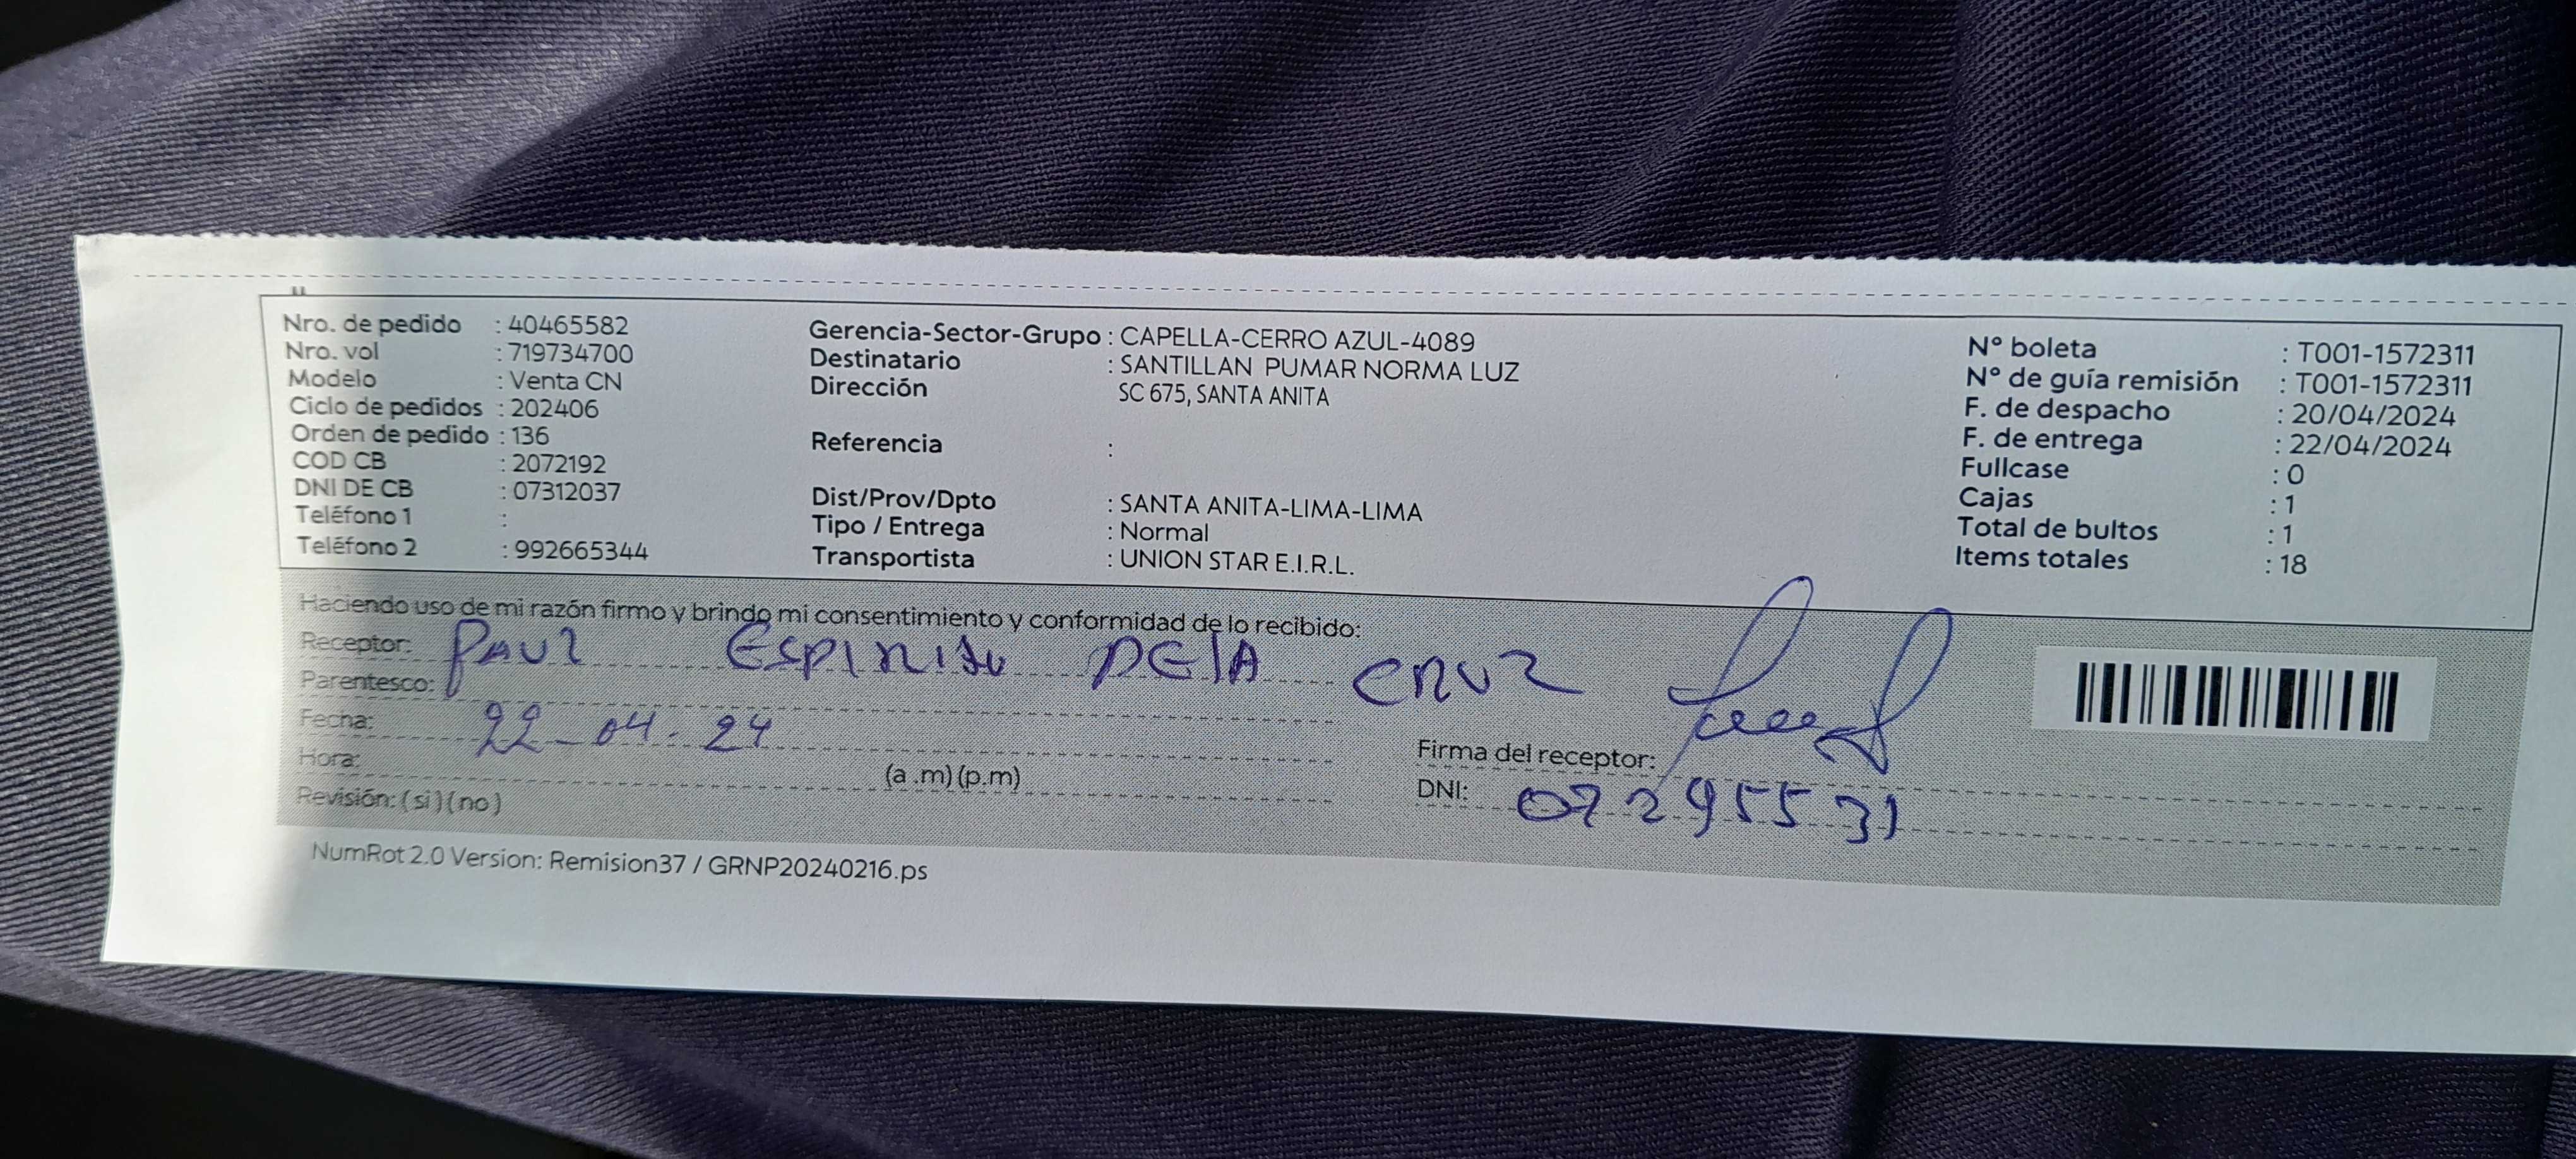 Nro. de pedido : 40465582
Nro. vol : 719734700
Modelo : Venta CN
Ciclo de pedidos : 202406
Orden de pedido : 136
COD CB : 2072192
DNI DE CB : 07312037
Teléfono 1 :
Teléfono 2 : 992665344
Gerencia-Sector-Grupo : CAPELLA-CERRO AZUL-4089
Destinatario : SANTILLAN PUMAR NORMA LUZ
Dirección SC 675, SANTA ANITA
Referencia :
Dist/Prov/Dpto : SANTA ANITA-LIMA-LIMA
Tipo / Entrega : Normal
Transportista : UNION STAR E.I.R.L.
N° boleta : T001-1572311
N° de guía remisión : T001-1572311
F. de despacho : 20/04/2024
F. de entrega : 22/04/2024
Fullcase : 0
Cajas : 1
Total de bultos : 1
Items totales : 18
Haciendo uso de mi razón firmo y brindo mi consentimiento y conformidad de lo recibido:
Receptor: PAUL ESPIRITU DE LA CRUZ
Parentesco:
Fecha: 22-04-24
Hora: (a .m) (p.m)
Revisión: ( si ) ( no )
Firma del receptor:
DNI: 07295531
NumRot 2.0 Version: Remision37 / GRNP20240216.ps